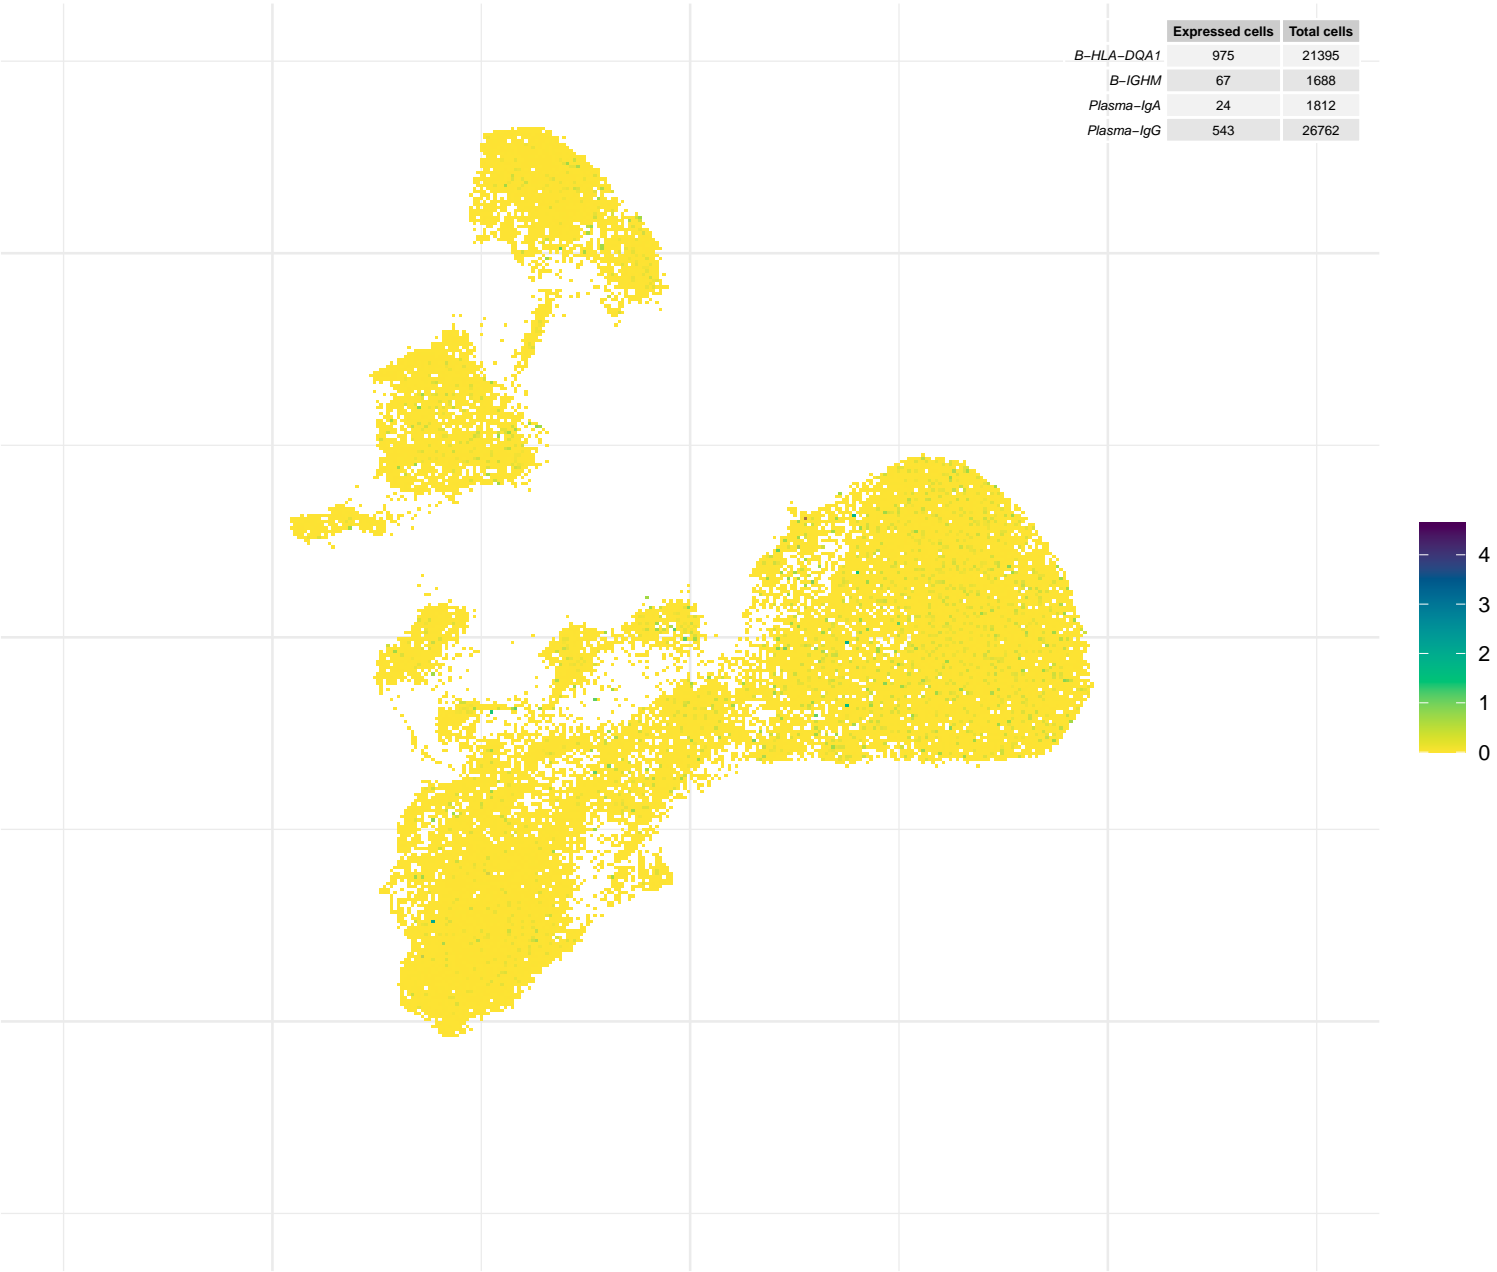 Expressed cells Total cells
B−HLA−DQA1 975 21395
B−IGHM 67 1688
Plasma−IgA 24 1812
Plasma−IgG 543 26762
4
3
2
1
0